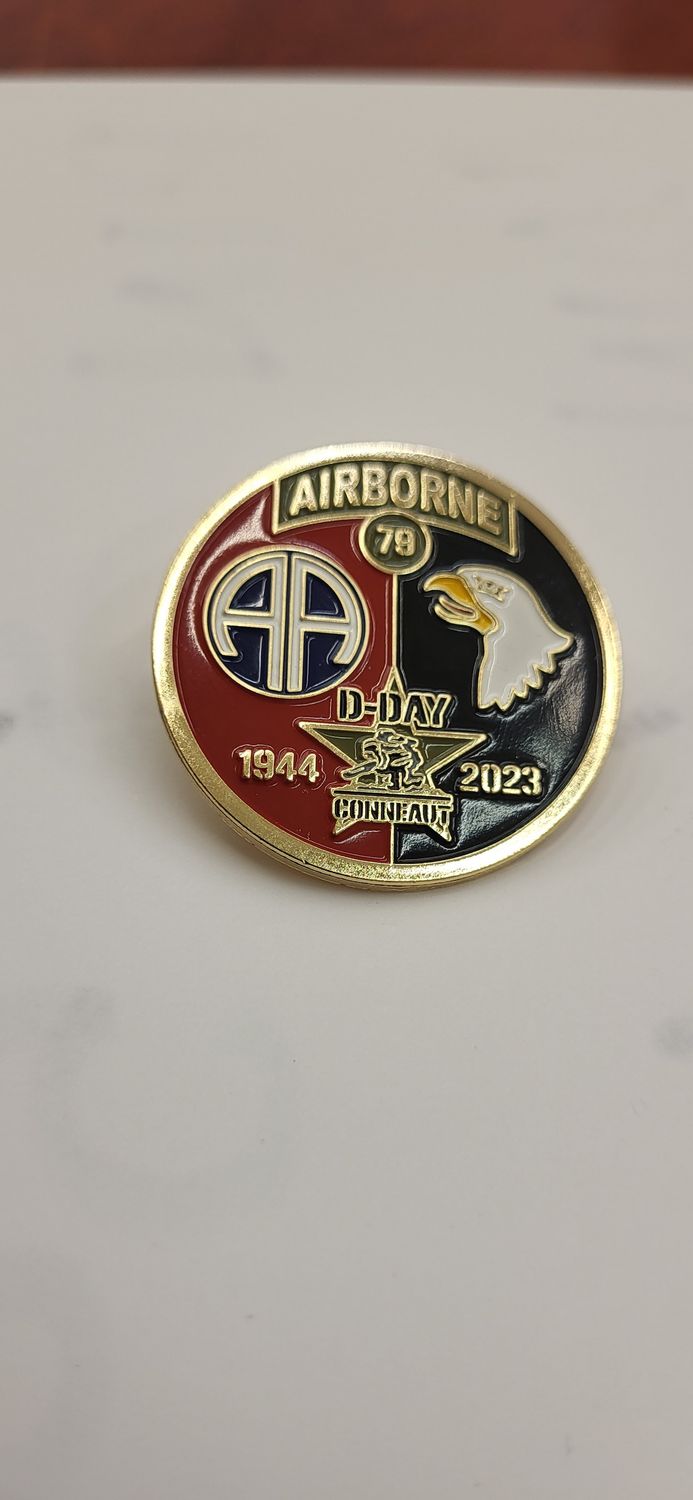 AIRBORNE
79
AA
D-DAY
1944 2023
CONNEAUT